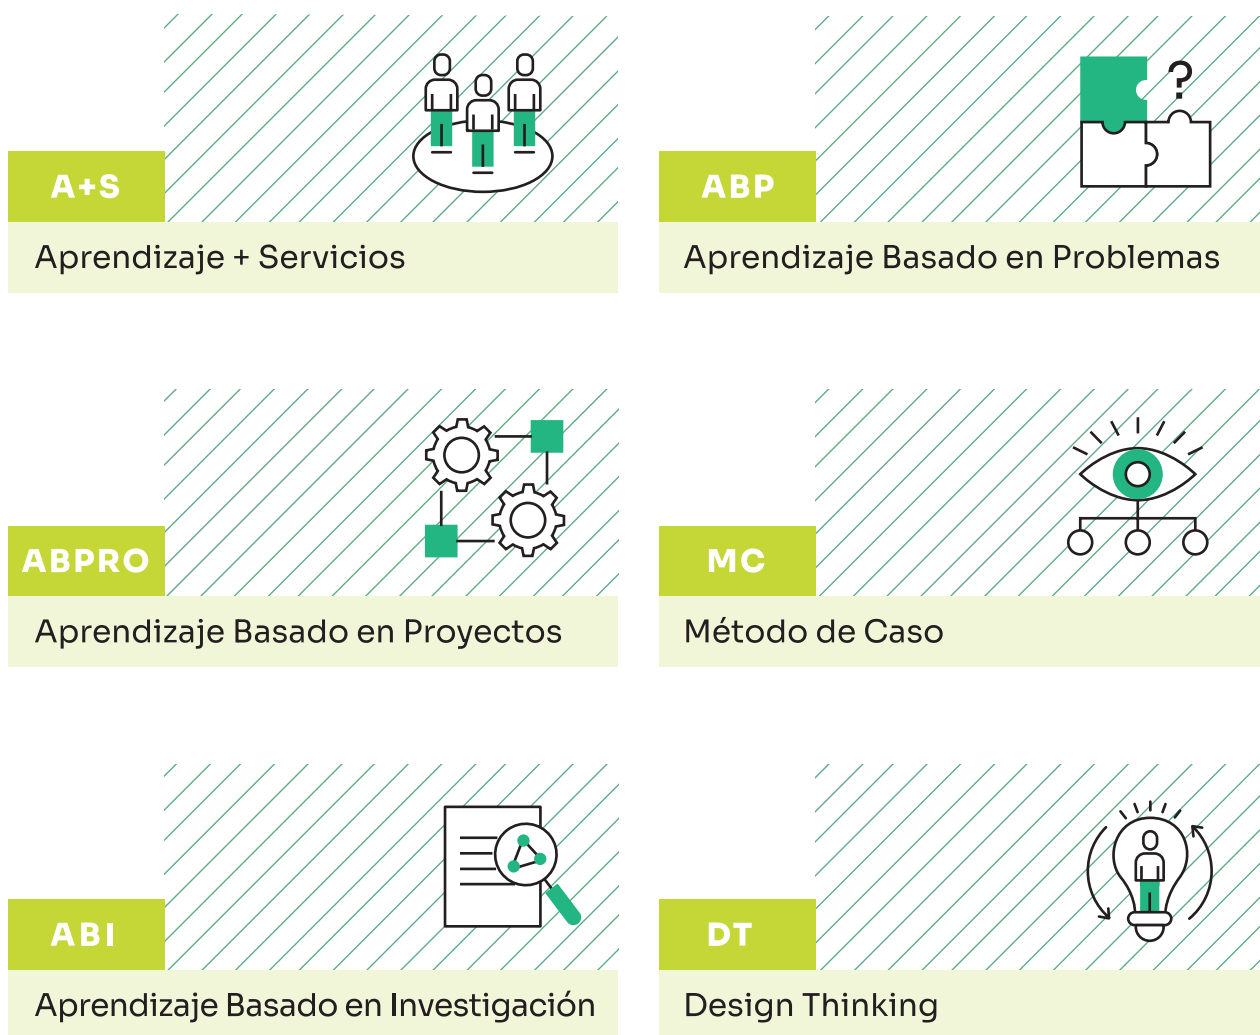 A+S
Aprendizaje + Servicios
?
ABP
Aprendizaje Basado en Problemas
ABPRO
Aprendizaje Basado en Proyectos
MC
Método de Caso
ABI
Aprendizaje Basado en Investigación
DT
Design Thinking